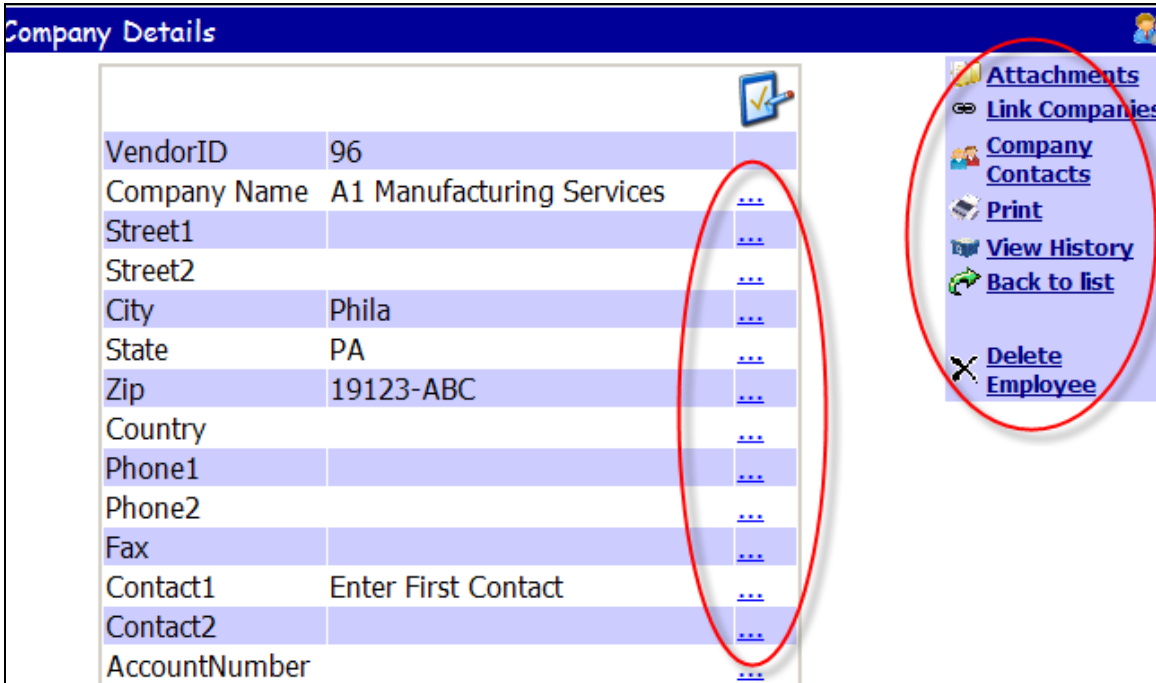 Company Details
VendorID 96
Company Name A1 Manufacturing Services ...
Street1 ...
Street2 ...
City Phila ...
State PA ...
Zip 19123-ABC ...
Country ...
Phone1 ...
Phone2 ...
Fax ...
Contact1 Enter First Contact ...
Contact2 ...
AccountNumber ...
Attachments
Link Companies
Company
Contacts
Print
View History
Back to list
Delete
Employee